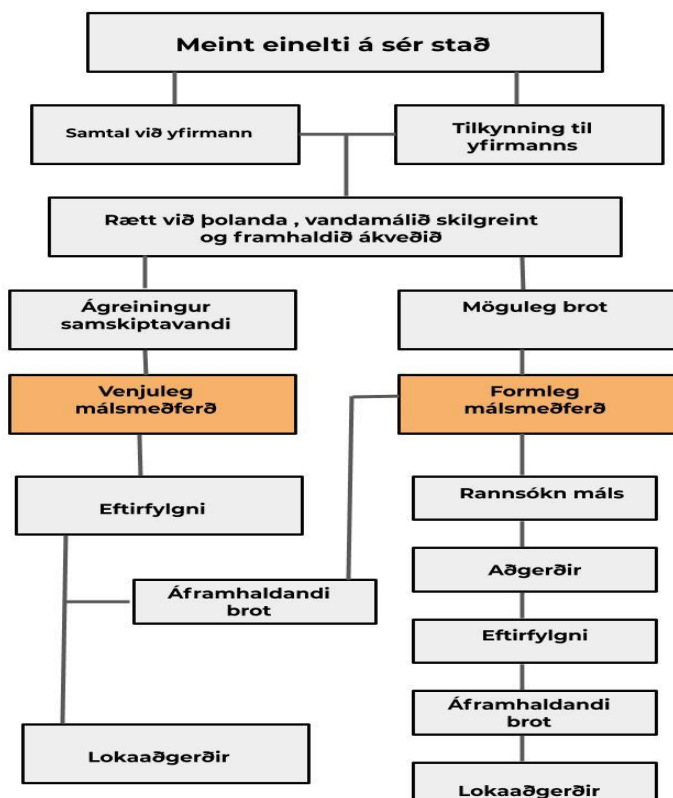 Meint einelti á sér stað
Samtal við yfirmann
Tilkynning til
yfirmanns
Rætt við þolanda , vandamálið skilgreint
og framhaldið ákveðið
Ágreiningur
samskiptavandi
Möguleg brot
Venjuleg
málsmeðferð
Formleg
málsmeðferð
Eftirfylgni
Rannsókn máls
Aðgerðir
Áframhaldandi
brot
Eftirfylgni
Áframhaldandi
brot
Lokaaðgerðir
Lokaaðgerðir